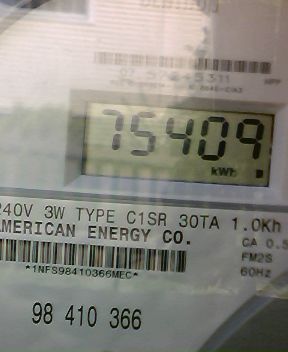 75409
kWh
240V 3W TYPE C1SR 30TA 1.0Kh
AMERICAN ENERGY CO.
CA 0.5
FM2S
60Hz
*1NFS98410366MEC*
98 410 366